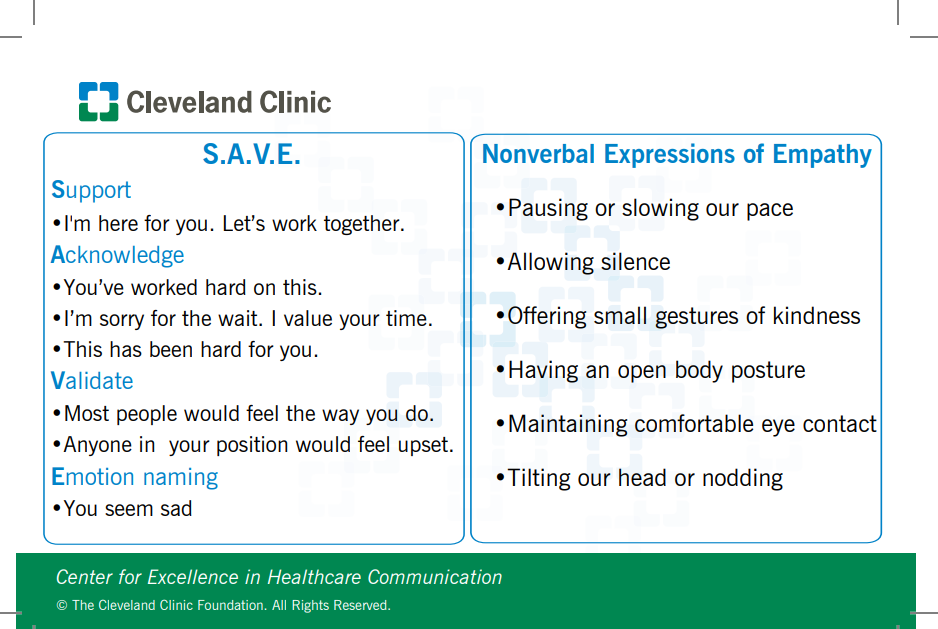 Cleveland Clinic
S.A.V.E.
Support
•I'm here for you. Let’s work together.
Acknowledge
•You’ve worked hard on this.
•I’m sorry for the wait. I value your time.
•This has been hard for you.
Validate
•Most people would feel the way you do.
•Anyone in  your position would feel upset.
Emotion naming
•You seem sad
Nonverbal Expressions of Empathy
•Pausing or slowing our pace
•Allowing silence
•Offering small gestures of kindness
•Having an open body posture
•Maintaining comfortable eye contact
•Tilting our head or nodding
Center for Excellence in Healthcare Communication
© The Cleveland Clinic Foundation. All Rights Reserved.